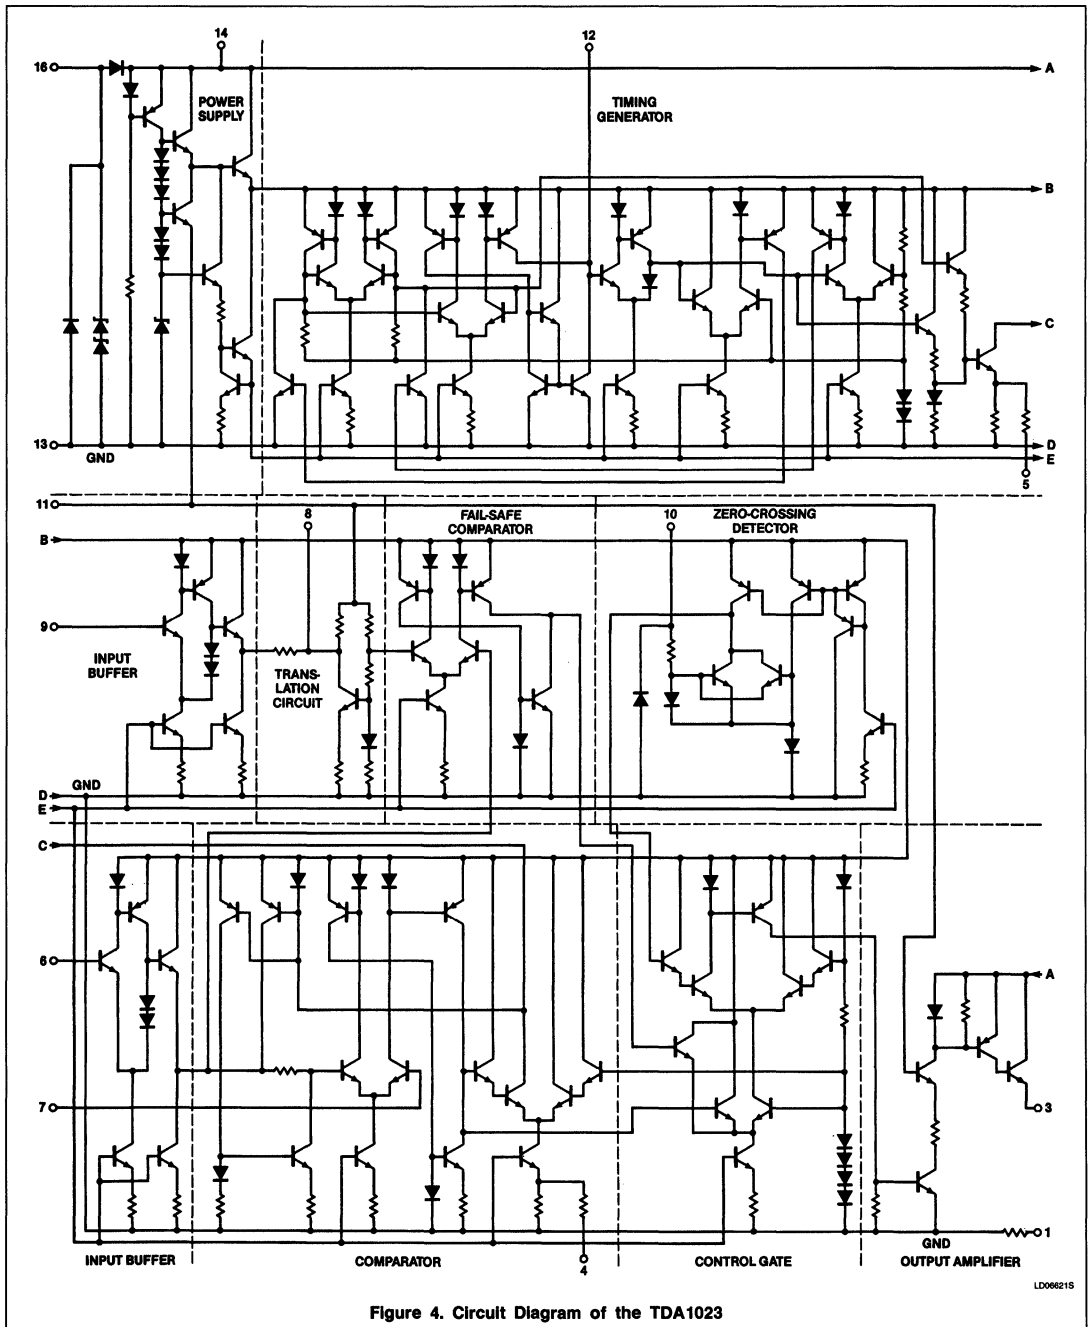 14
12
16
A
POWER
SUPPLY
TIMING
GENERATOR
B
C
13
GND
D
E
5
11
8
FAIL-SAFE
COMPARATOR
10
ZERO-CROSSING
DETECTOR
B
9
INPUT
BUFFER
TRANS-
LATION
CIRCUIT
D
GND
E
C
6
A
7
3
1
GND
4
INPUT BUFFER
COMPARATOR
CONTROL GATE
OUTPUT AMPLIFIER
LD06621S
Figure 4. Circuit Diagram of the TDA1023